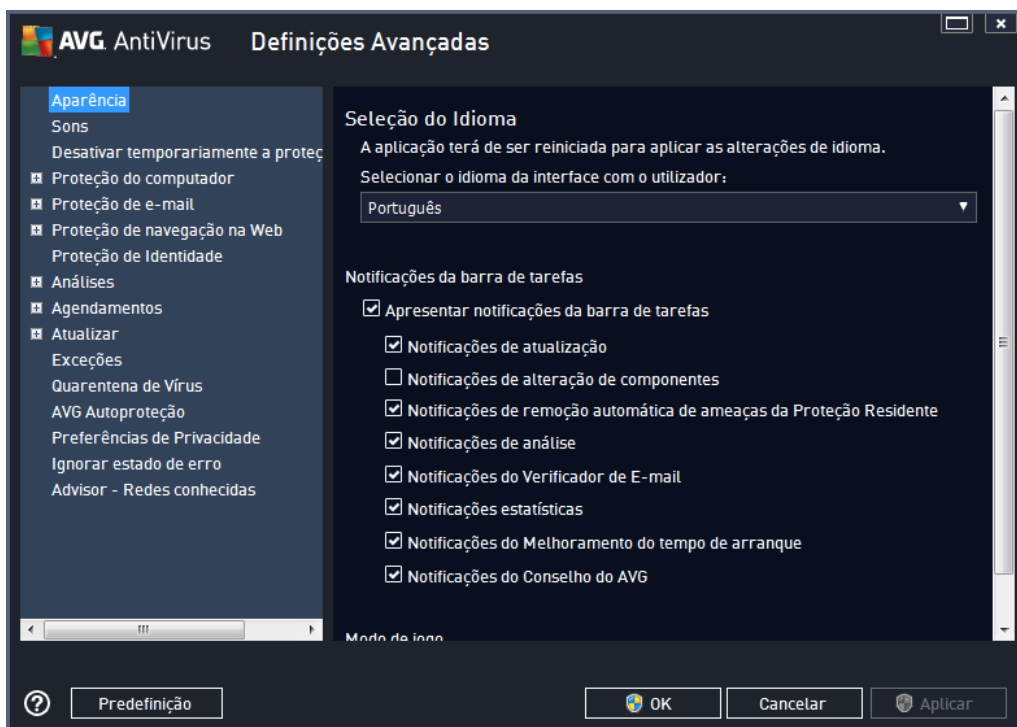 AVG. AntiVirus Definições Avançadas
Aparência
Sons
Desativar temporariamente a proteç
Proteção do computador
Proteção de e-mail
Proteção de navegação na Web
Proteção de Identidade
Análises
Agendamentos
Atualizar
Exceções
Quarentena de Vírus
AVG Autoproteção
Preferências de Privacidade
Ignorar estado de erro
Advisor - Redes conhecidas
Seleção do Idioma
A aplicação terá de ser reiniciada para aplicar as alterações de idioma.
Selecionar o idioma da interface com o utilizador:
Português
Notificações da barra de tarefas
Apresentar notificações da barra de tarefas
Notificações de atualização
Notificações de alteração de componentes
Notificações de remoção automática de ameaças da Proteção Residente
Notificações de análise
Notificações do Verificador de E-mail
Notificações estatísticas
Notificações do Melhoramento do tempo de arranque
Notificações do Conselho do AVG
Modo de jogo
Predefinição
OK
Cancelar
Aplicar